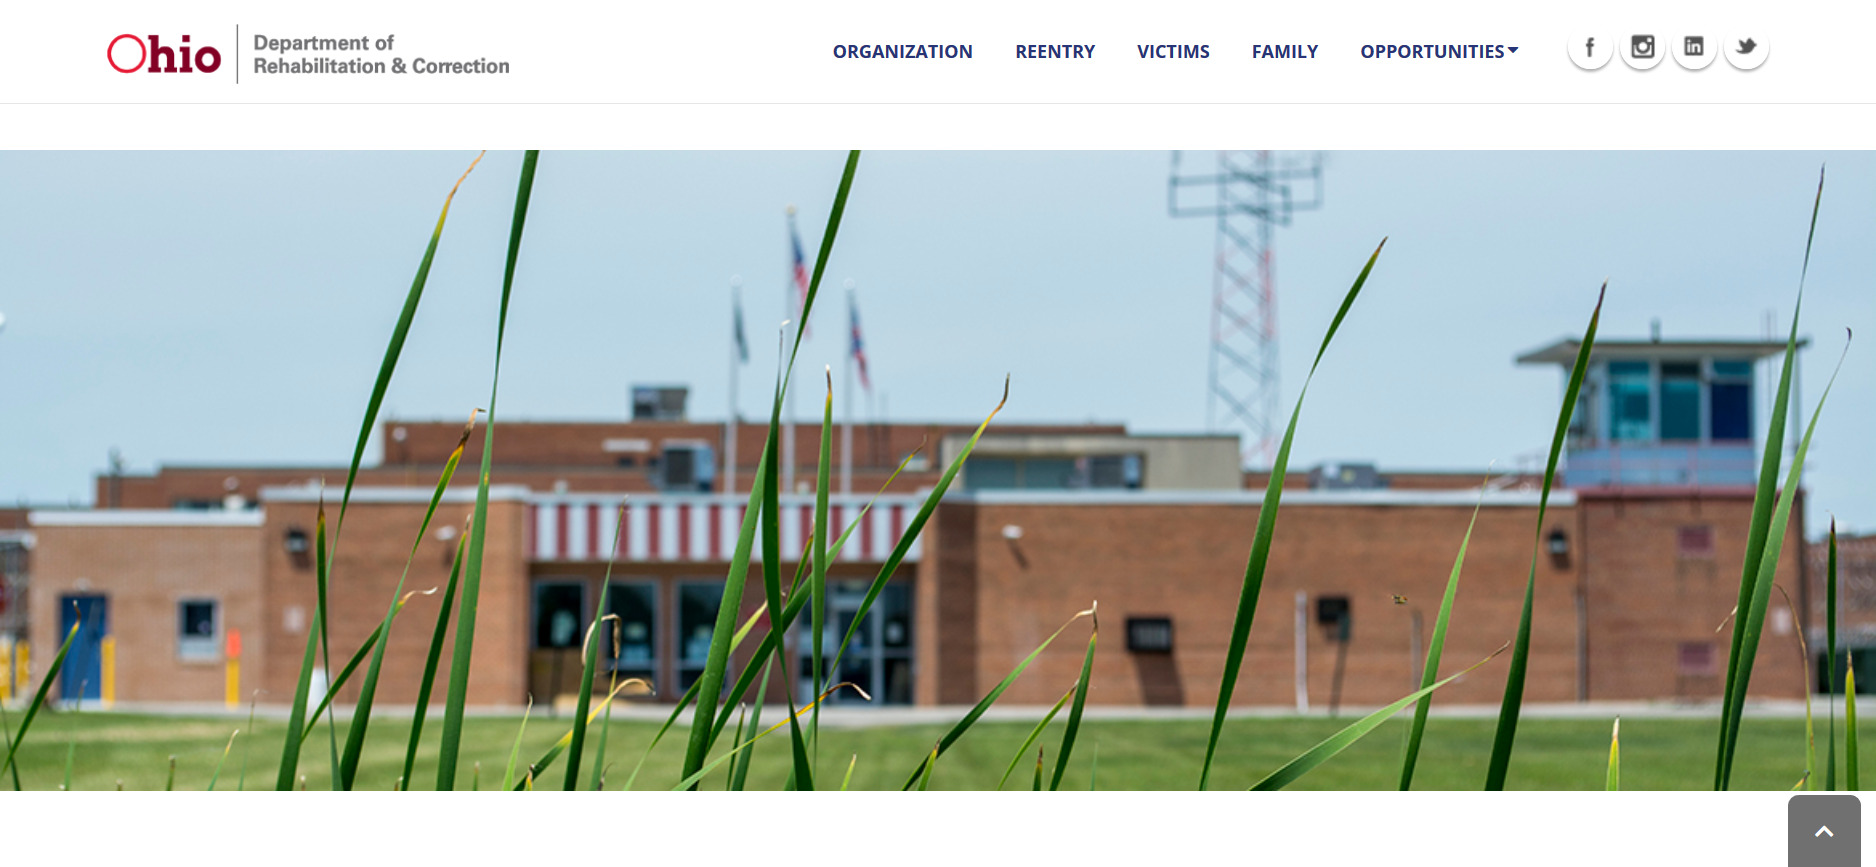 Ohio
Department of
Rehabilitation & Correction
ORGANIZATION REENTRY VICTIMS FAMILY OPPORTUNITIES